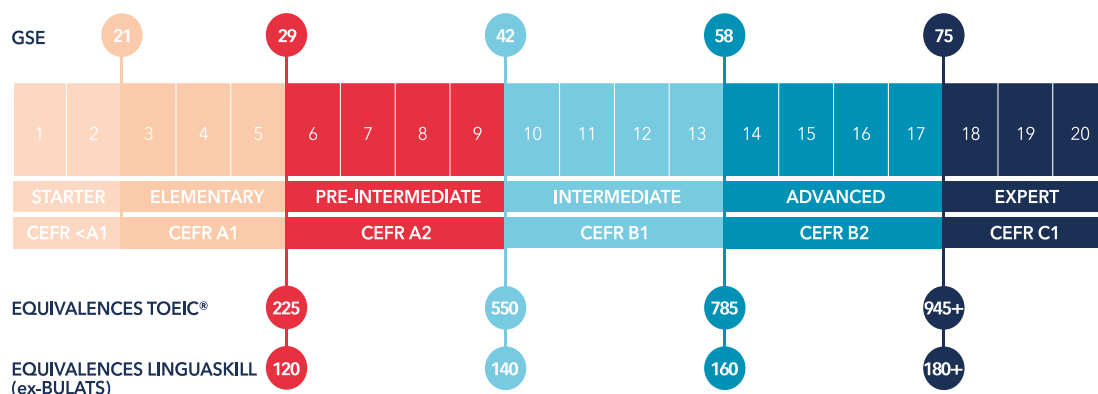 GSE 21 29 42 58 75
1 2 3 4 5 6 7 8 9 10 11 12 13 14 15 16 17 18 19 20
STARTER ELEMENTARY PRE-INTERMEDIATE INTERMEDIATE ADVANCED EXPERT
CEFR <A1 CEFR A1 CEFR A2 CEFR B1 CEFR B2 CEFR C1
EQUIVALENCES TOEIC® 225 550 785 945+
EQUIVALENCES LINGUASKILL 120 140 160 180+
(ex-BULATS)